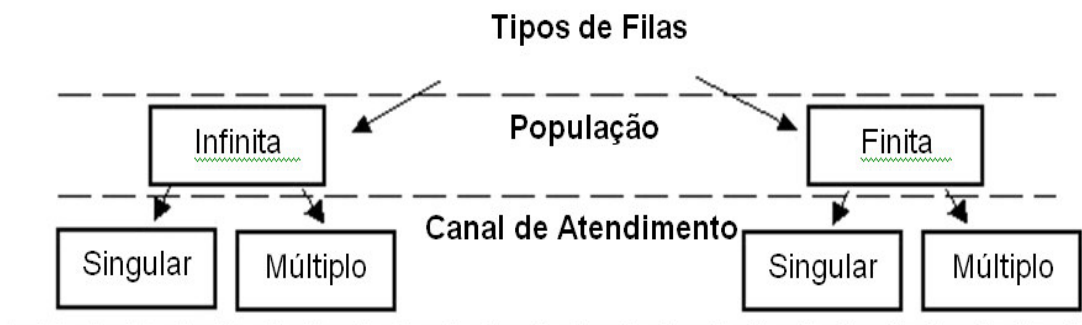 Tipos de Filas
Infinita População Finita
Canal de Atendimento
Singular Múltiplo Singular Múltiplo